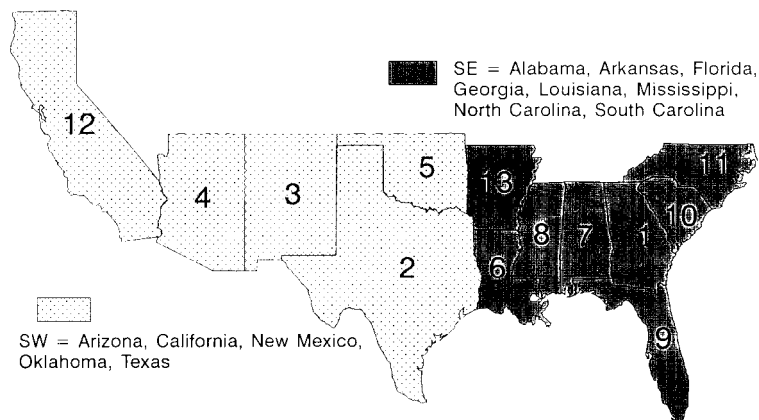 SE = Alabama, Arkansas, Florida,
Georgia, Louisiana, Mississippi,
North Carolina, South Carolina
12
4
3
5
2
13
6
8
7
1
10
11
9
SW = Arizona, California, New Mexico,
Oklahoma, Texas